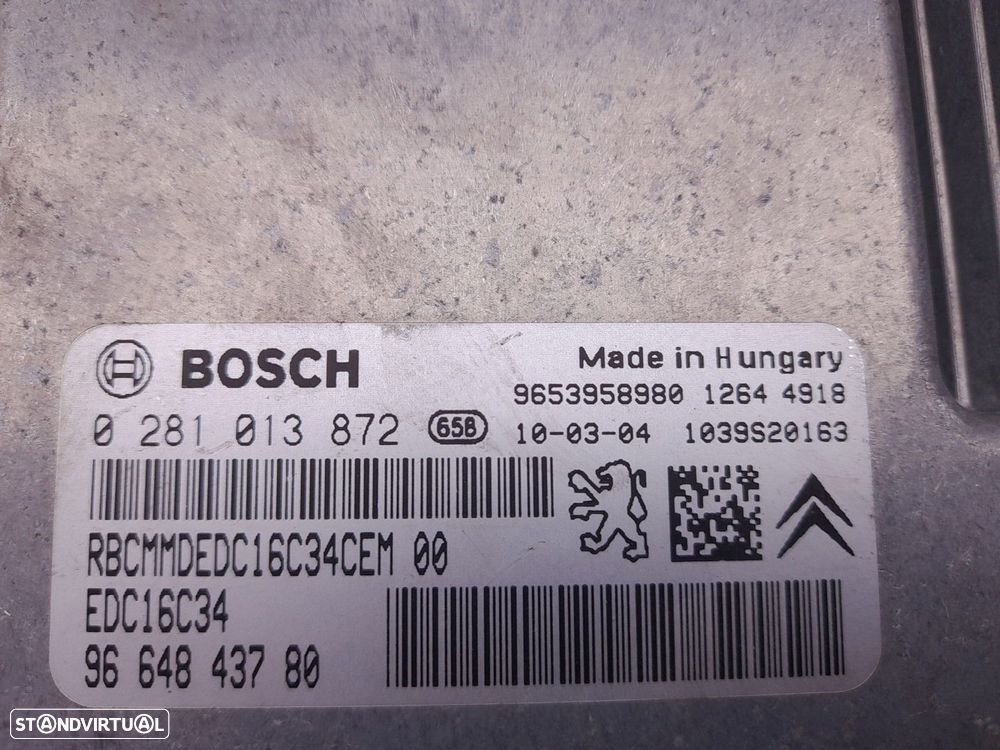 BOSCH
Made in Hungary
9653958980 1264 4918
0 281 013 872 658
10-03-04 1039S20163
RBCMMDEDC16C34CEM 00
EDC16C34
96 648 437 80
STANDVIRTUAL